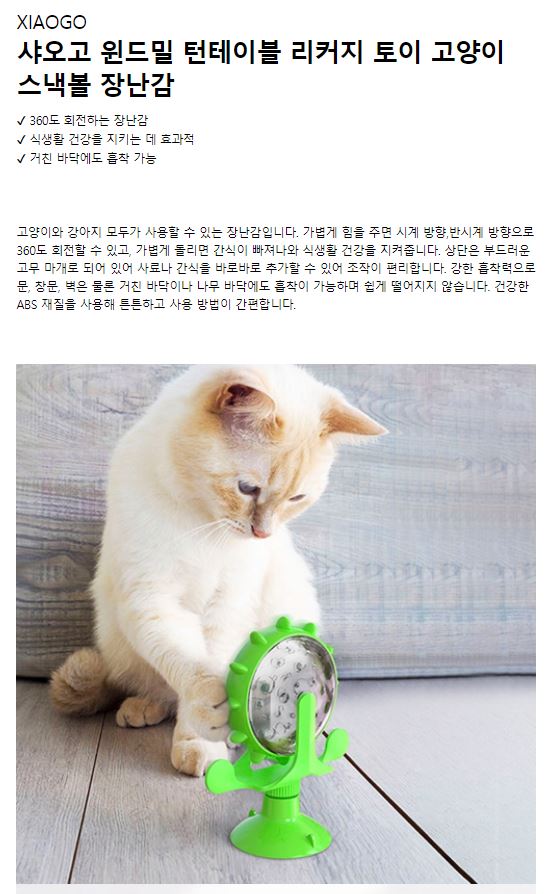 XIAOGO
샤오고 윈드밀 턴테이블 리커지 토이 고양이
스낵볼 장난감
✓ 360도 회전하는 장난감
✓ 식생활 건강을 지키는 데 효과적
✓ 거친 바닥에도 흡착 가능
고양이와 강아지 모두가 사용할 수 있는 장난감입니다. 가볍게 힘을 주면 시계 방향,반시계 방향으로
360도 회전할 수 있고, 가볍게 돌리면 간식이 빠져나와 식생활 건강을 지켜줍니다. 상단은 부드러운
고무 마개로 되어 있어 사료나 간식을 바로바로 추가할 수 있어 조작이 편리합니다. 강한 흡착력으로
문, 창문, 벽은 물론 거친 바닥이나 나무 바닥에도 흡착이 가능하며 쉽게 떨어지지 않습니다. 건강한
ABS 재질을 사용해 튼튼하고 사용 방법이 간편합니다.